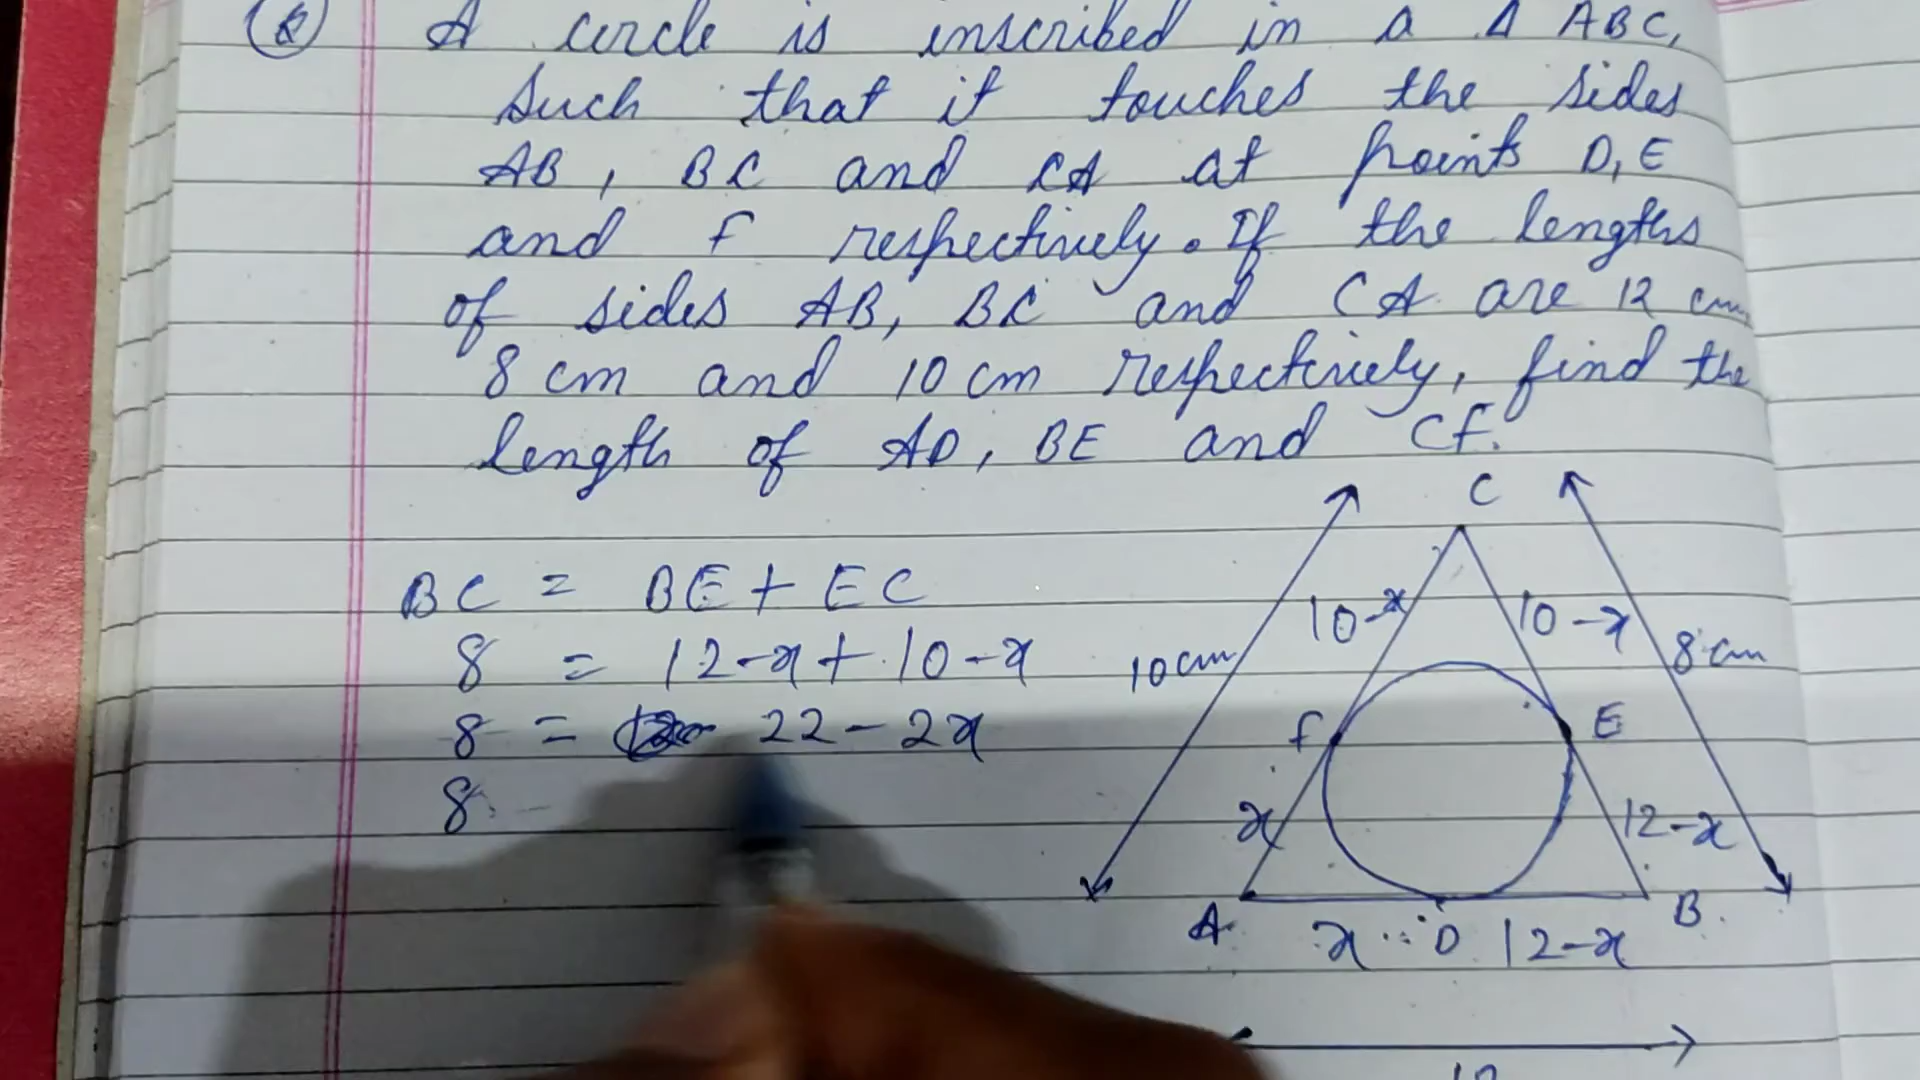 Q A circle is inscribed in a Δ ABC,
such that it touches the sides
AB, BC and CA at points D, E
and F respectively. If the lengths
of sides AB, BC and CA are 12 cm,
8 cm and 10 cm respectively, find the
length of AD, BE and CF.
C
BC = BE + EC
10-x 10-x
8 = 12-x + 10-x
10 cm 8 cm
8 = 22 - 2x
F E
8
x 12-x
A B
x D 12-x